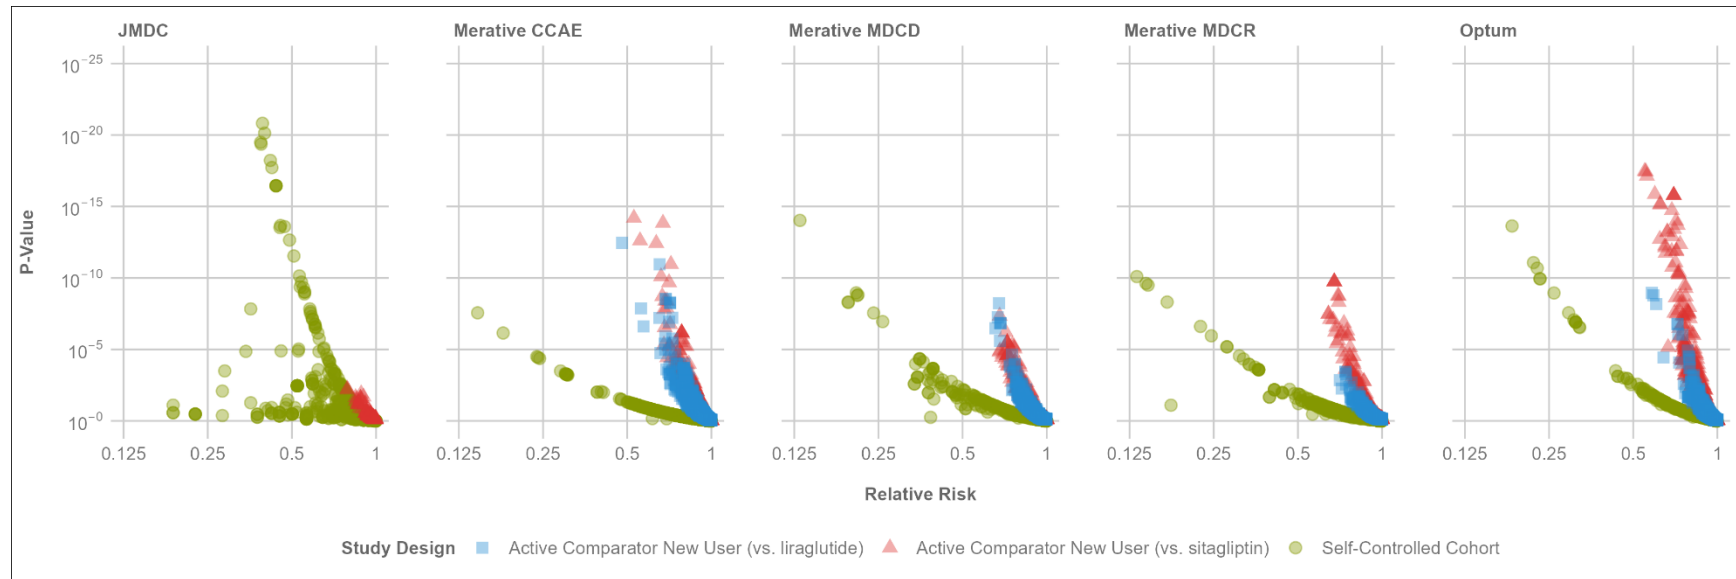 JMDC Merative CCAE Merative MDCD Merative MDCR Optum
10⁻²⁵
10⁻²⁰
10⁻¹⁵
10⁻¹⁰
10⁻⁵
10⁻⁰
P-Value
0.125 0.25 0.5 1 0.125 0.25 0.5 1 0.125 0.25 0.5 1 0.125 0.25 0.5 1 0.125 0.25 0.5 1
Relative Risk
Study Design Active Comparator New User (vs. liraglutide) Active Comparator New User (vs. sitagliptin) Self-Controlled Cohort